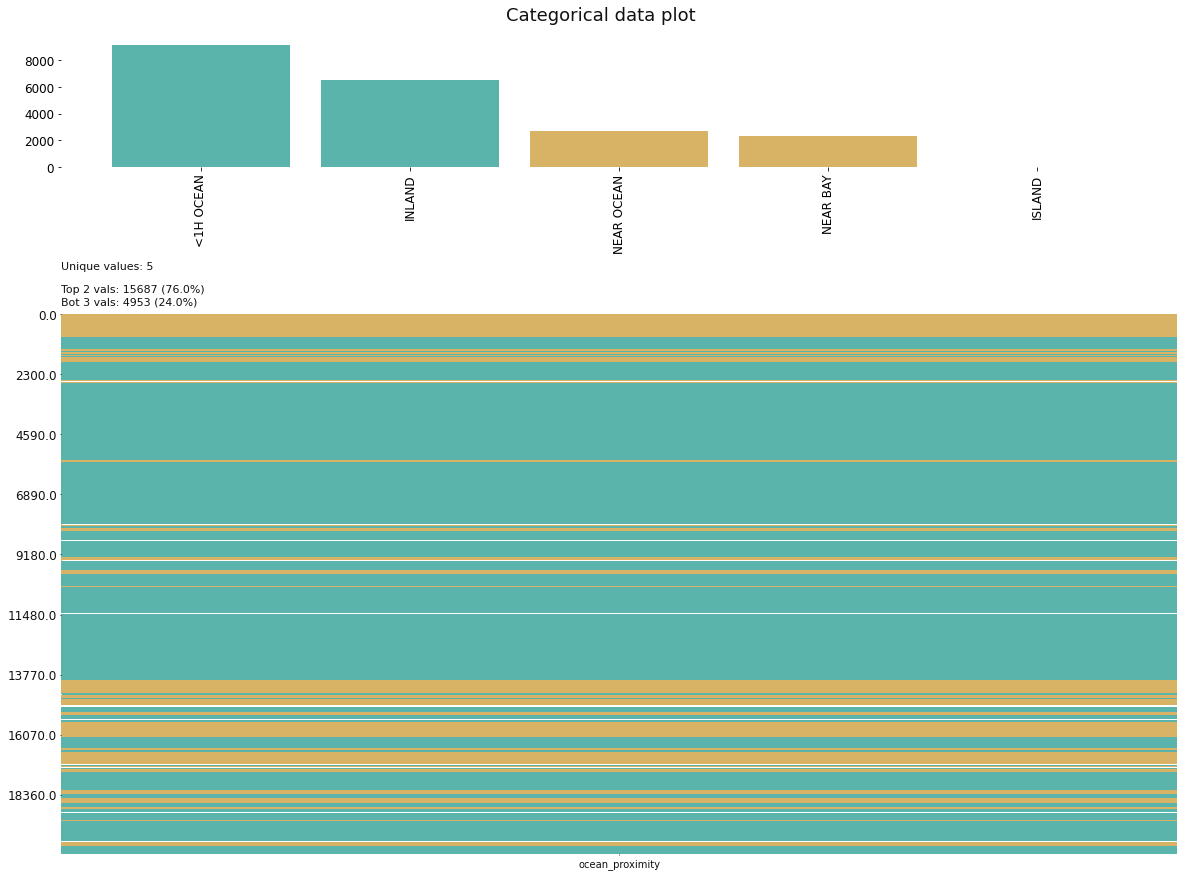 Categorical data plot
8000
6000
4000
2000
0
<1H OCEAN
INLAND
NEAR OCEAN
NEAR BAY
ISLAND
Unique values: 5
Top 2 vals: 15687 (76.0%)
Bot 3 vals: 4953 (24.0%)
0.0
2300.0
4590.0
6890.0
9180.0
11480.0
13770.0
16070.0
18360.0
ocean_proximity